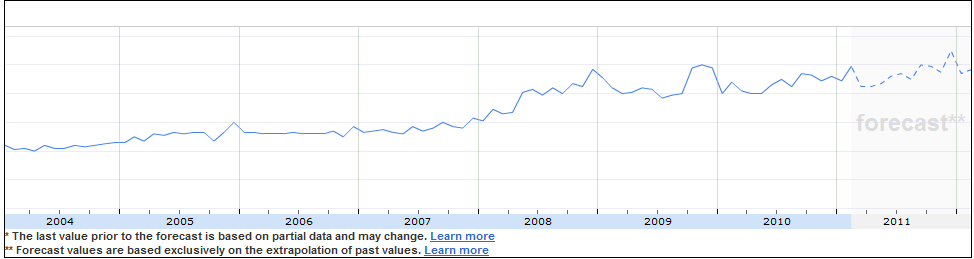 forecast**
2004 2005 2006 2007 2008 2009 2010 2011
* The last value prior to the forecast is based on partial data and may change. Learn more
** Forecast values are based exclusively on the extrapolation of past values. Learn more